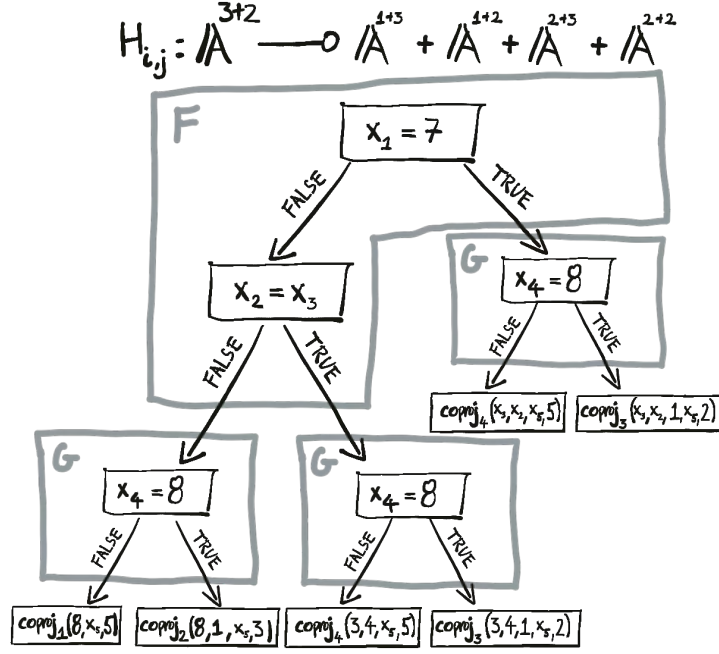 H_{i,j} : 𝔸^{3+2} ⊸ 𝔸^{1+3} + 𝔸^{1+2} + 𝔸^{2+3} + 𝔸^{2+2}
F
x₁ = 7
FALSE TRUE
G
x₂ = x₃
x₄ = 8
FALSE TRUE
FALSE TRUE
coproj₄(x₃,x₂,x₅,5) coproj₃(x₃,x₂,1,x₅,2)
G G
x₄ = 8 x₄ = 8
FALSE TRUE FALSE TRUE
coproj₁(8,x₅,5) coproj₂(8,1,x₅,3) coproj₄(3,4,x₅,5) coproj₃(3,4,1,x₅,2)